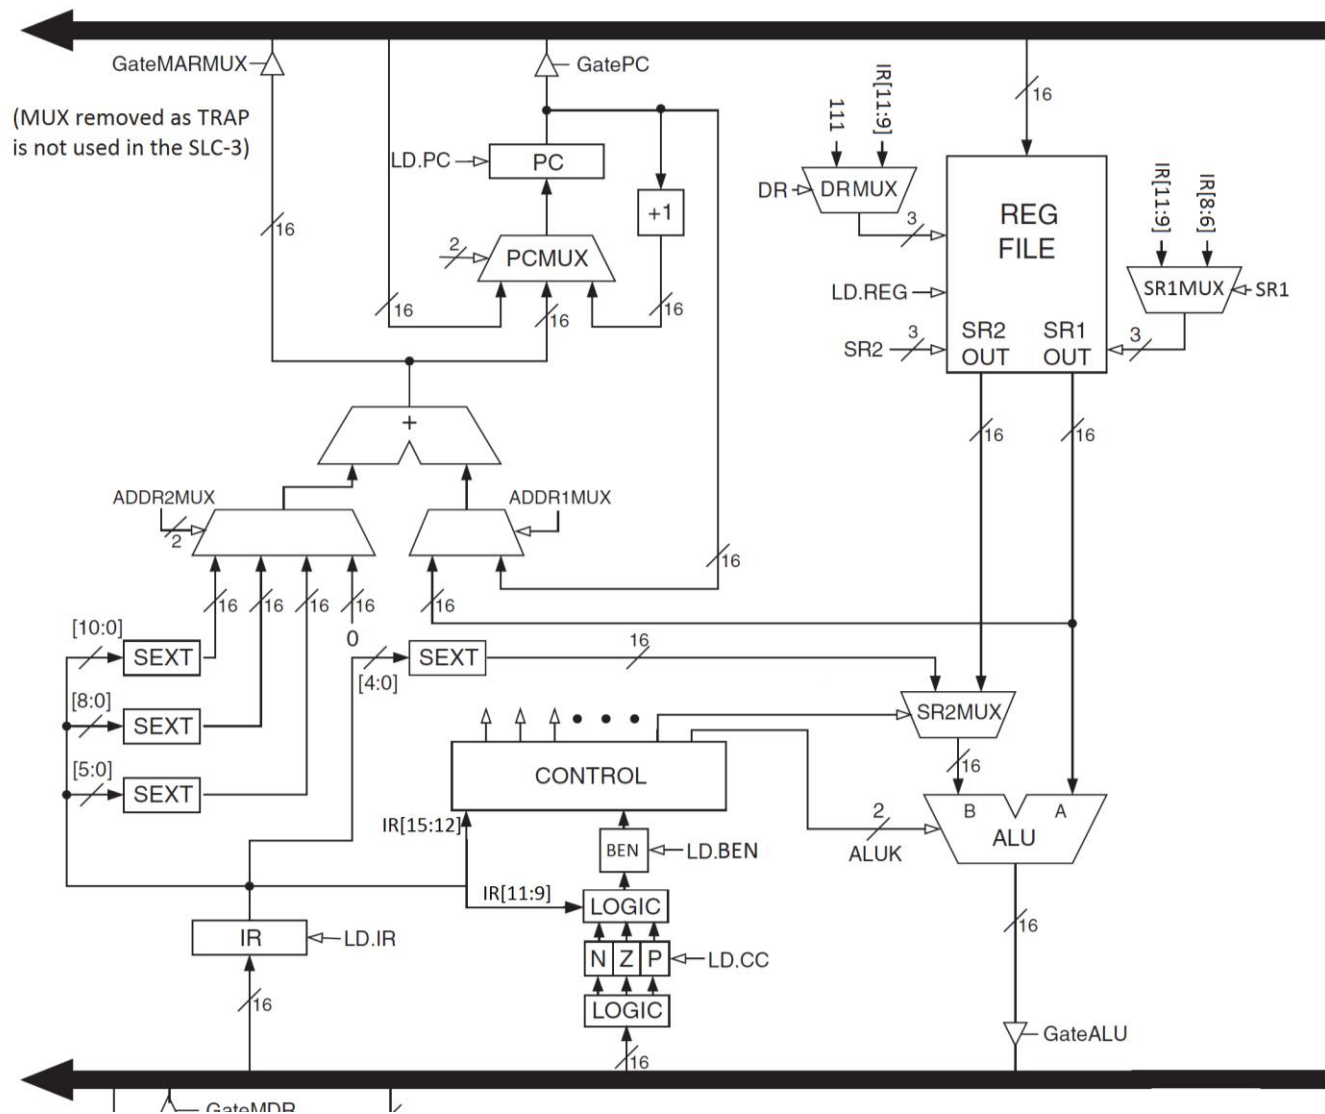 GateMARMUX
GatePC
(MUX removed as TRAP
is not used in the SLC-3)
16
111
IR[11:9]
LD.PC
PC
DR
DRMUX
REG
FILE
IR[11:9]
IR[8:6]
+1
16
3
2
PCMUX
LD.REG
SR1MUX
SR1
16
16
16
SR2
3
SR2
OUT
SR1
OUT
3
+
16
16
ADDR2MUX
ADDR1MUX
2
16
16
16
16
16
16
0
[10:0]
SEXT
[4:0]
SEXT
16
[8:0]
SEXT
SR2MUX
[5:0]
SEXT
CONTROL
16
B
A
ALU
2
ALUK
IR[15:12]
BEN
LD.BEN
IR[11:9]
LOGIC
IR
LD.IR
N
Z
P
LD.CC
16
16
LOGIC
16
GateALU
GateMDR